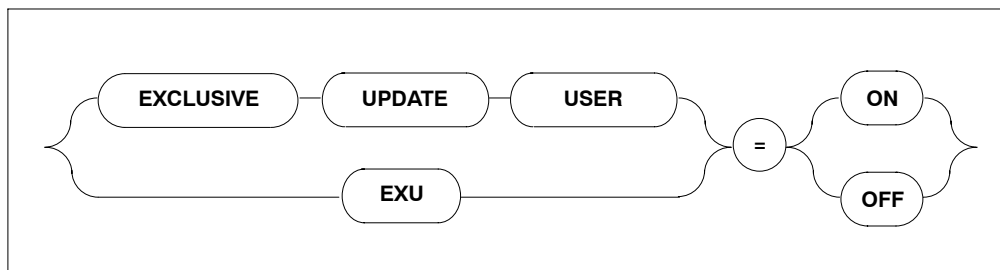 EXCLUSIVE UPDATE USER
EXU
=
ON
OFF